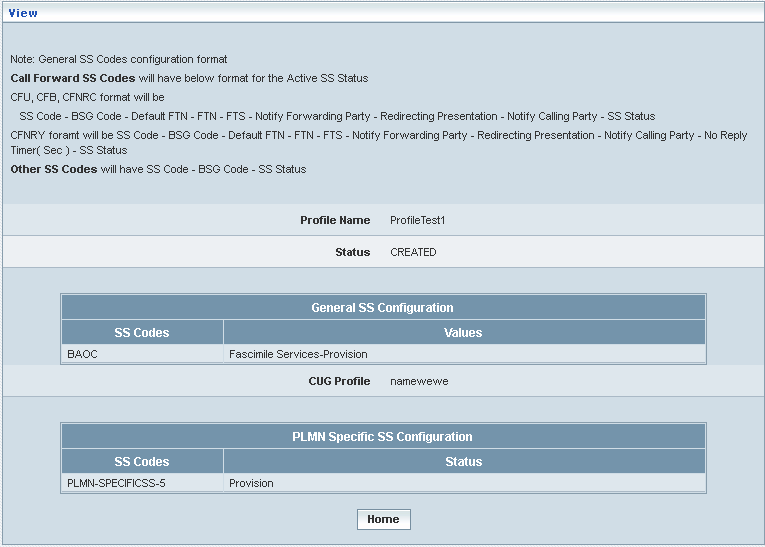 View
Note: General SS Codes configuration format
Call Forward SS Codes will have below format for the Active SS Status
CFU, CFB, CFNRC format will be
SS Code - BSG Code - Default FTN - FTN - FTS - Notify Forwarding Party - Redirecting Presentation - Notify Calling Party - SS Status
CFNRY foramt will be SS Code - BSG Code - Default FTN - FTN - FTS - Notify Forwarding Party - Redirecting Presentation - Notify Calling Party - No Reply
Timer( Sec ) - SS Status
Other SS Codes will have SS Code - BSG Code - SS Status
Profile Name ProfileTest1
Status CREATED
General SS Configuration
SS Codes Values
BAOC Fascimile Services-Provision
CUG Profile namewewe
PLMN Specific SS Configuration
SS Codes Status
PLMN-SPECIFICSS-5 Provision
Home